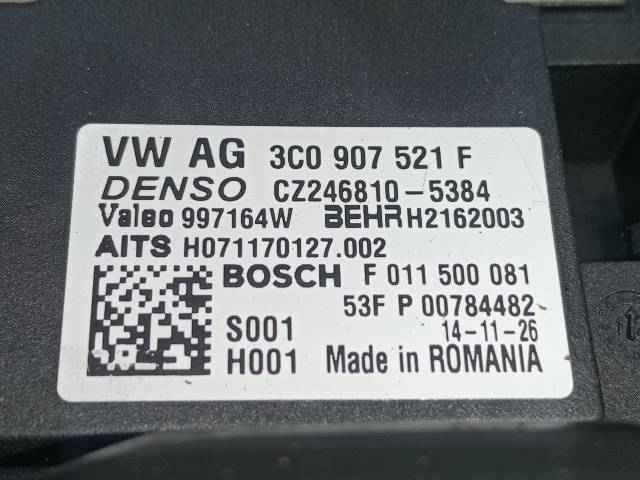 VW AG 3C0 907 521 F
DENSO CZ246810-5384
Valeo 997164W BEHR H2162003
AITS H071170127.002
BOSCH F 011 500 081
53F P 00784482
S001 14-11-26
H001 Made in ROMANIA